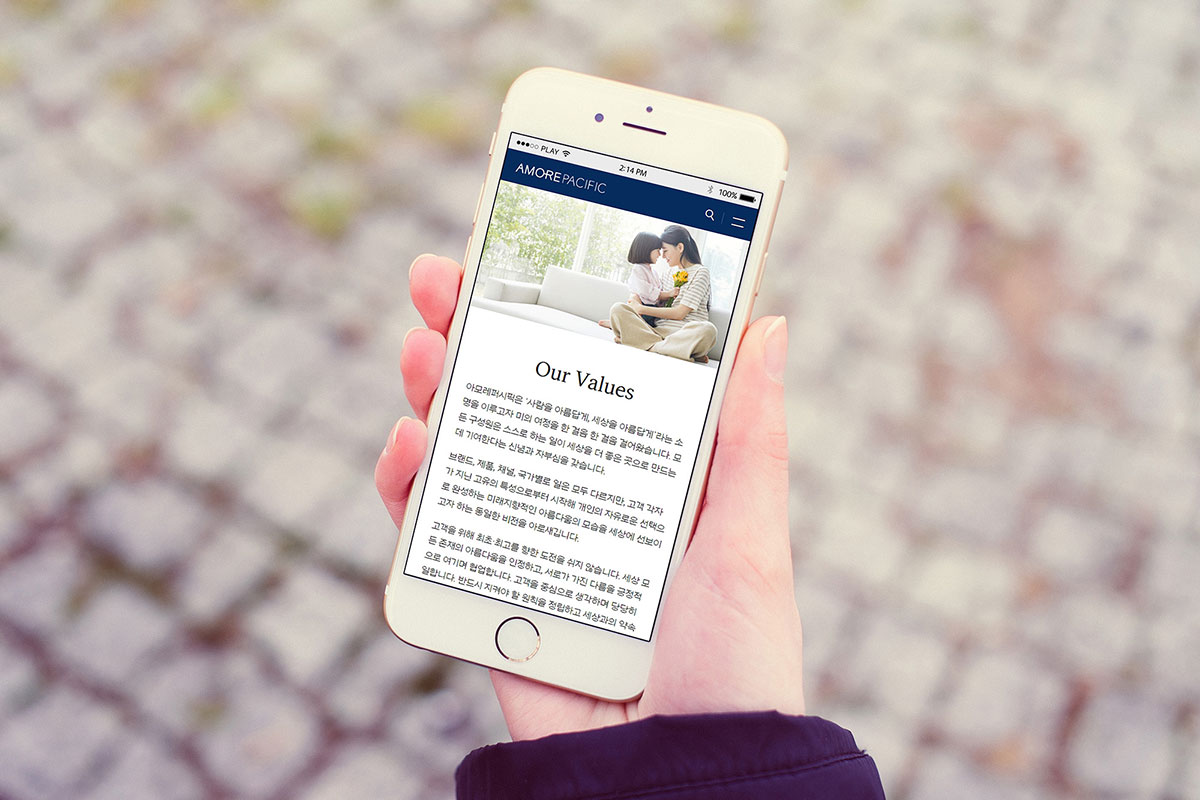 PLAY 2:14 PM 100%
AMOREPACIFIC
Our Values
아모레퍼시픽은 '사람을 아름답게, 세상을 아름답게'라는 소
명을 이루고자 미의 여정을 한 걸음 한 걸음 걸어왔습니다. 모
든 구성원은 스스로 하는 일이 세상을 더 좋은 곳으로 만드는
데 기여한다는 신념과 자부심을 갖습니다.
브랜드, 제품, 채널, 국가별로 일은 모두 다르지만, 고객 각자
가 지닌 고유의 특성으로부터 시작해 개인의 자유로운 선택으
로 완성하는 미래지향적인 아름다움의 모습을 세상에 선보이
고자 하는 동일한 비전을 아로새깁니다.
고객을 위해 최초·최고를 향한 도전을 쉬지 않습니다. 세상 모
든 존재의 아름다움을 인정하고, 서로가 가진 다름을 긍정적
으로 여기며 협업합니다. 고객을 중심으로 생각하며 당당히
일합니다. 반드시 지켜야 할 원칙을 정립하고 세상과의 약속